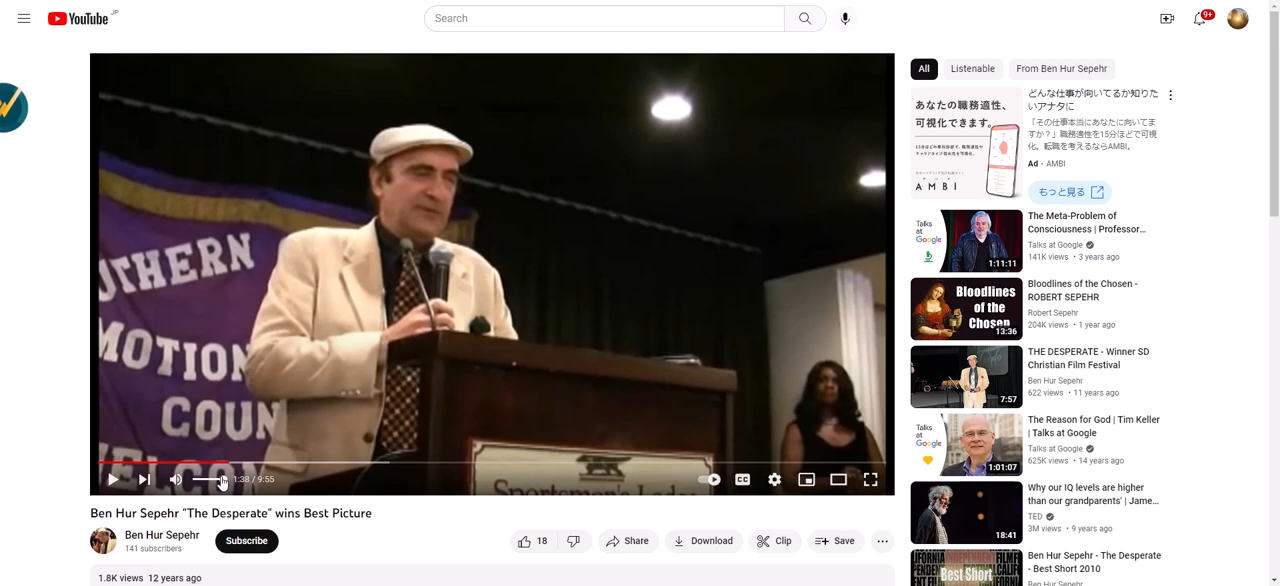 YouTube JP
Search
9+
UTHERN
MOTION
COUN
ELCO
Sportsmen's Lodge
1:38 / 9:55
CC
Ben Hur Sepehr "The Desperate" wins Best Picture
Ben Hur Sepehr
141 subscribers
Subscribe
18
Share
Download
Clip
Save
1.8K views 12 years ago
All
Listenable
From Ben Hur Sepehr
あなたの職務適性、
可視化できます。
AMBI
どんな仕事が向いてるか知りた
いアナタに
「その仕事本当にあなたに向いてま
すか？」職務適性を15分ほどで可視
化。転職を考えるならAMBI。
Ad · AMBI
もっと見る
Talks
at
Google
1:11:11
The Meta-Problem of
Consciousness | Professor...
Talks at Google
141K views • 3 years ago
Bloodlines
of the
Chosen
13:36
Bloodlines of the Chosen -
ROBERT SEPEHR
Robert Sepehr
204K views • 1 year ago
7:57
THE DESPERATE - Winner SD
Christian Film Festival
Ben Hur Sepehr
622 views • 11 years ago
Talks
at
Google
1:01:07
The Reason for God | Tim Keller
| Talks at Google
Talks at Google
625K views • 14 years ago
18:41
Why our IQ levels are higher
than our grandparents' | Jame...
TED
3M views • 9 years ago
CALIFORNIA INDEPENDENT FILM
Best Short
Ben Hur Sepehr - The Desperate
- Best Short 2010
Ben Hur Sepehr